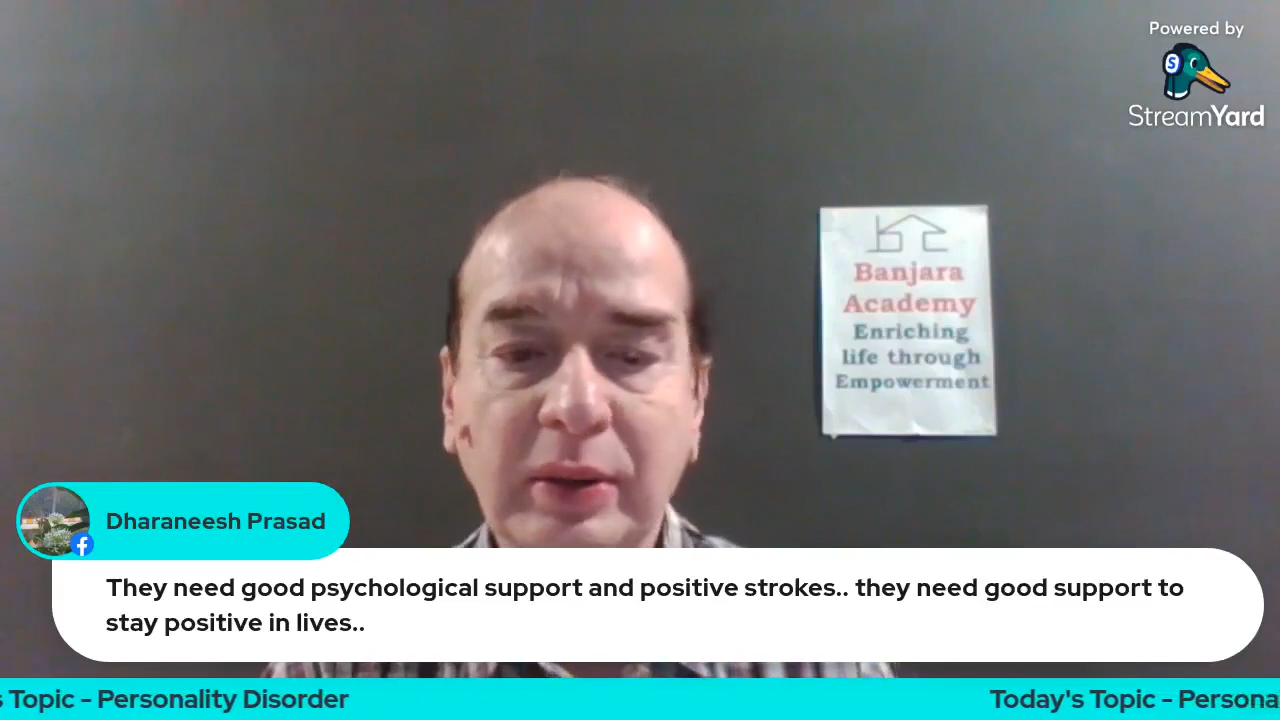 Powered by
StreamYard
Banjara
Academy
Enriching
life through
Empowerment
Dharaneesh Prasad
They need good psychological support and positive strokes.. they need good support to
stay positive in lives..
s Topic - Personality Disorder
Today's Topic - Persona